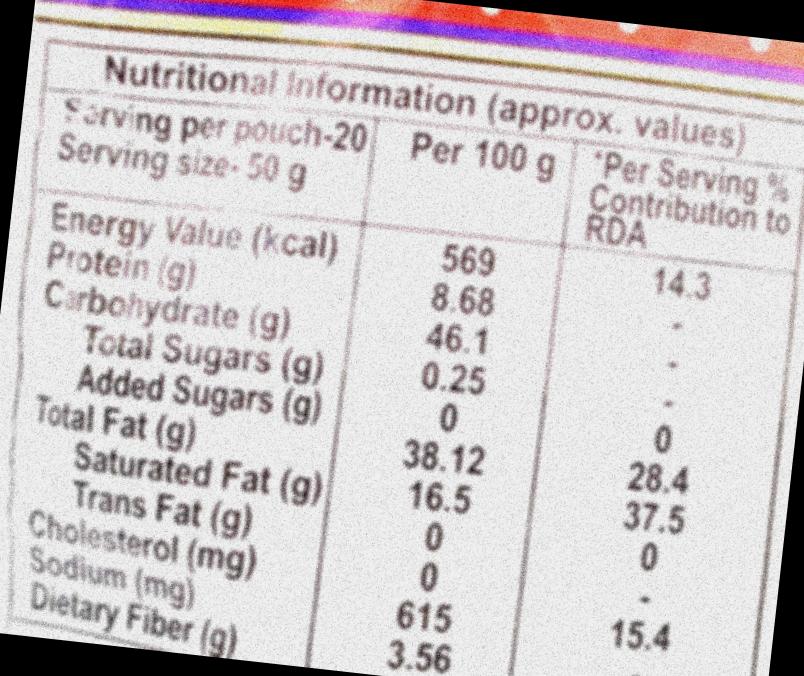 Nutritional Information (approx. values)
Serving per pouch-20
Serving size- 50 g
Per 100 g
*Per Serving %
Contribution to
RDA
Energy Value (kcal) 569 14.3
Protein (g) 8.68 -
Carbohydrate (g) 46.1 -
Total Sugars (g) 0.25 -
Added Sugars (g) 0 0
Total Fat (g) 38.12 28.4
Saturated Fat (g) 16.5 37.5
Trans Fat (g) 0 0
Cholesterol (mg) 0 -
Sodium (mg) 615 15.4
Dietary Fiber (g) 3.56 -